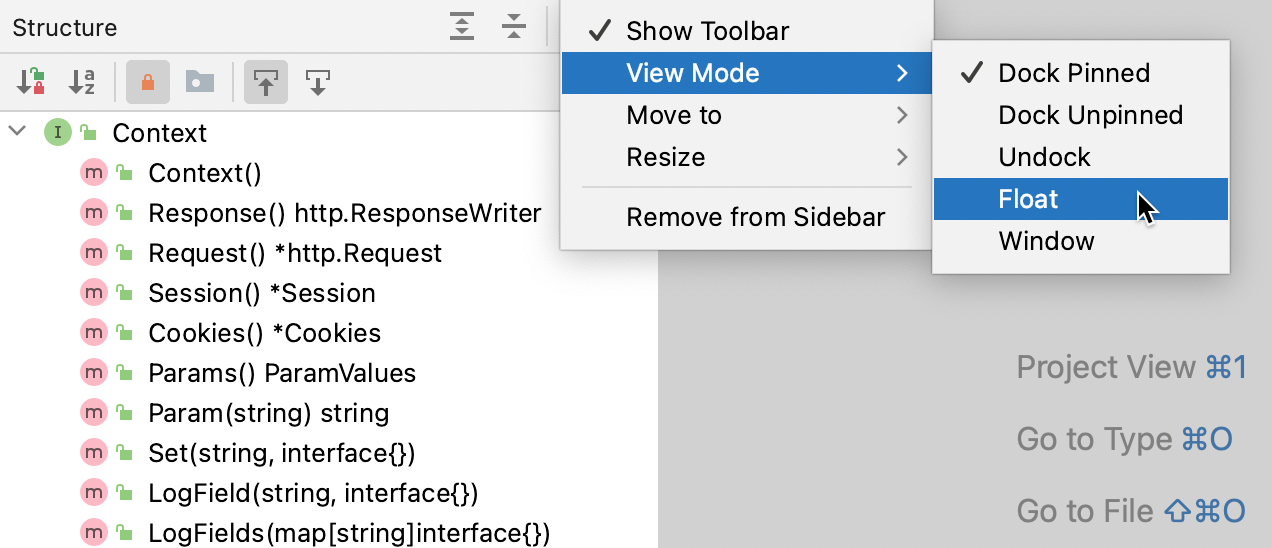 Structure
Context
Context()
Response() http.ResponseWriter
Request() *http.Request
Session() *Session
Cookies() *Cookies
Params() ParamValues
Param(string) string
Set(string, interface{})
LogField(string, interface{})
LogFields(map[string]interface{})
Show Toolbar
View Mode
Move to
Resize
Remove from Sidebar
Dock Pinned
Dock Unpinned
Undock
Float
Window
Project View ⌘1
Go to Type ⌘O
Go to File ⇧⌘O